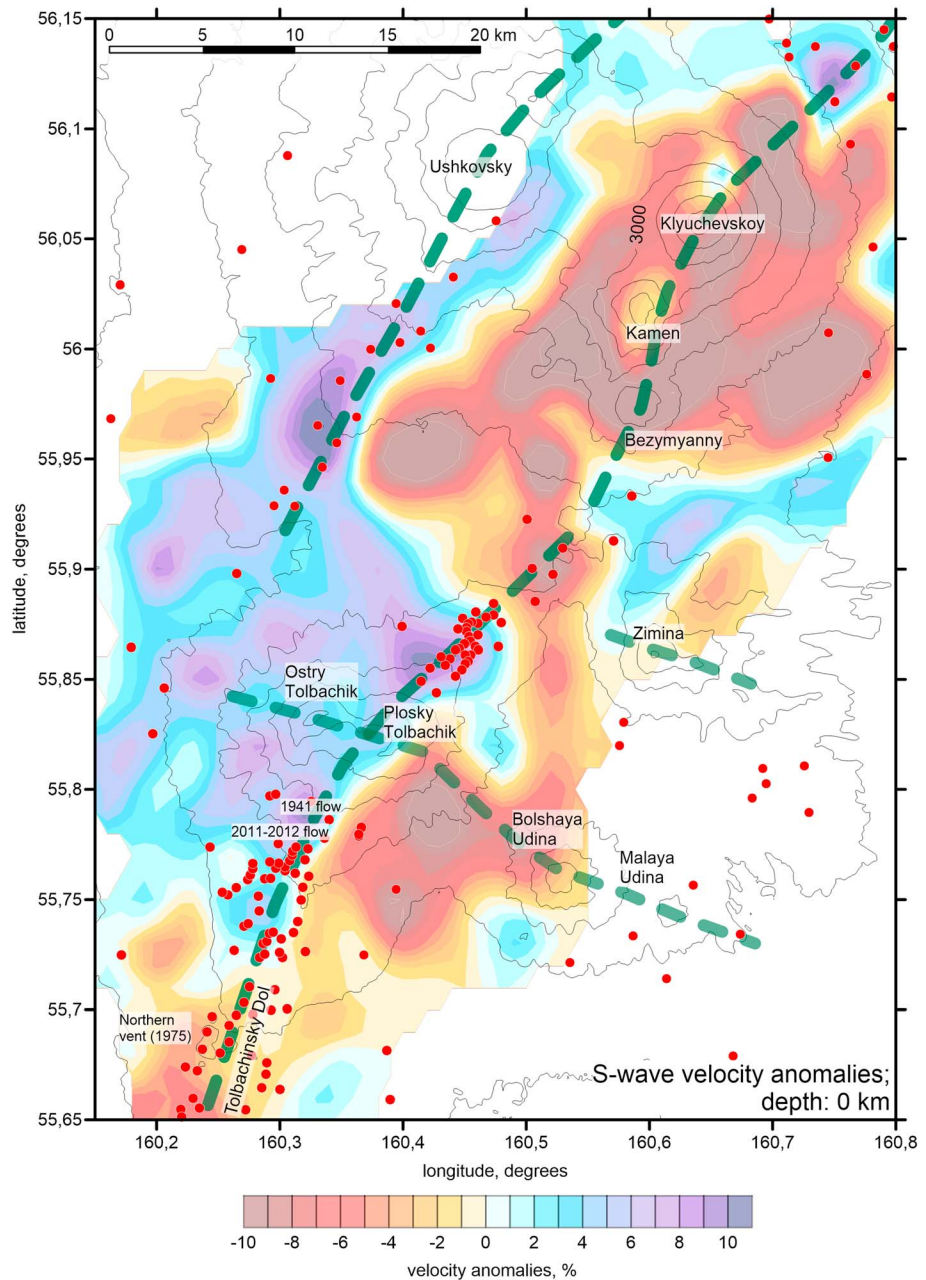 56,15
0 5 10 20 km
56,1
Ushkovsky
56,05
3000
Klyuchevskoy
Kamen
56
Bezymyanny
55,95
latitude, degrees
55,9
Zimina
55,85
Ostry
Tolbachik
Plosky
Tolbachik
55,8
1941 flow
2011-2012 flow
Bolshaya
Udina
Malaya
Udina
55,75
55,7
Northern
vent (1975)
Tolbachinsky Dol
S-wave velocity anomalies;
depth: 0 km
55,65
160,2 160,3 160,4 160,5 160,6 160,7 160,8
longitude, degrees
-10 -8 -6 -4 -2 0 2 4 6 8 10
velocity anomalies, %